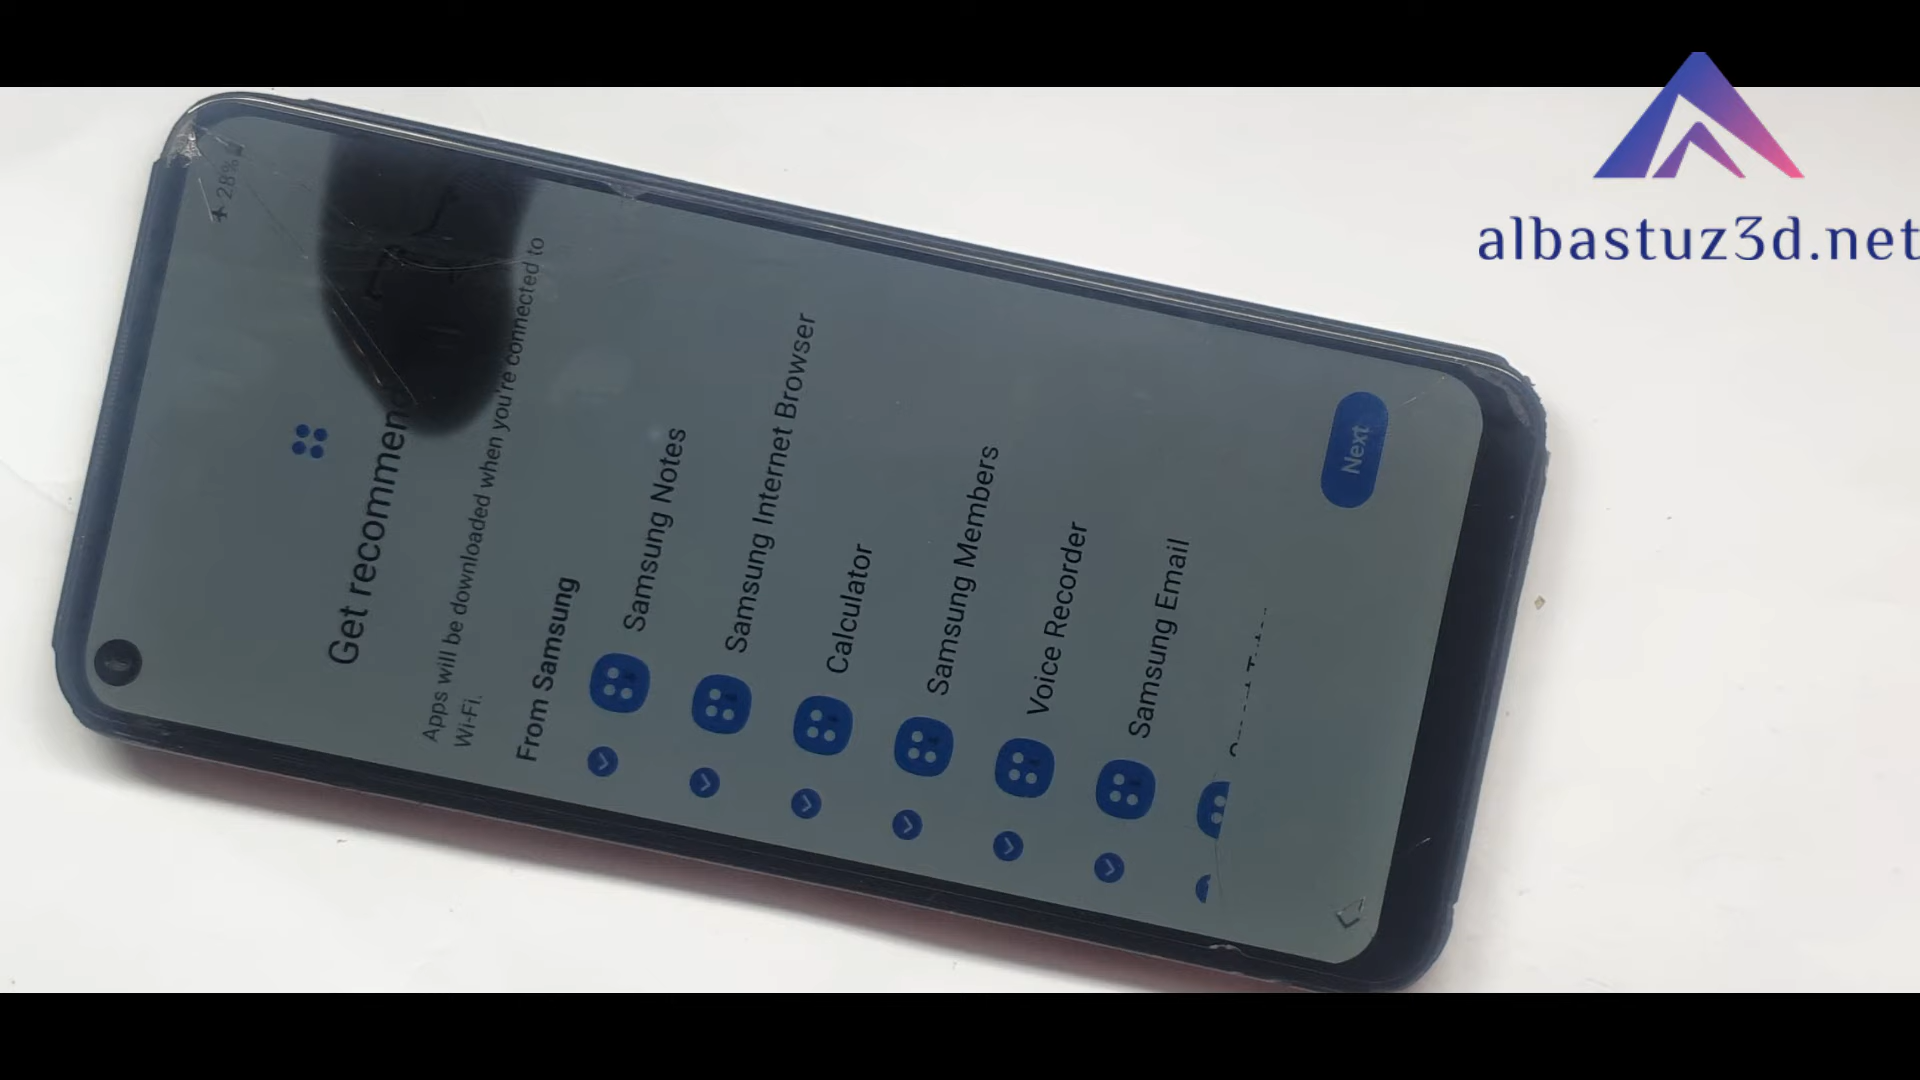 albastuz3d.net
28%
Get recommen
Apps will be downloaded when you're connected to
Wi-Fi.
From Samsung
Samsung Notes
Samsung Internet Browser
Calculator
Samsung Members
Voice Recorder
Samsung Email
Next